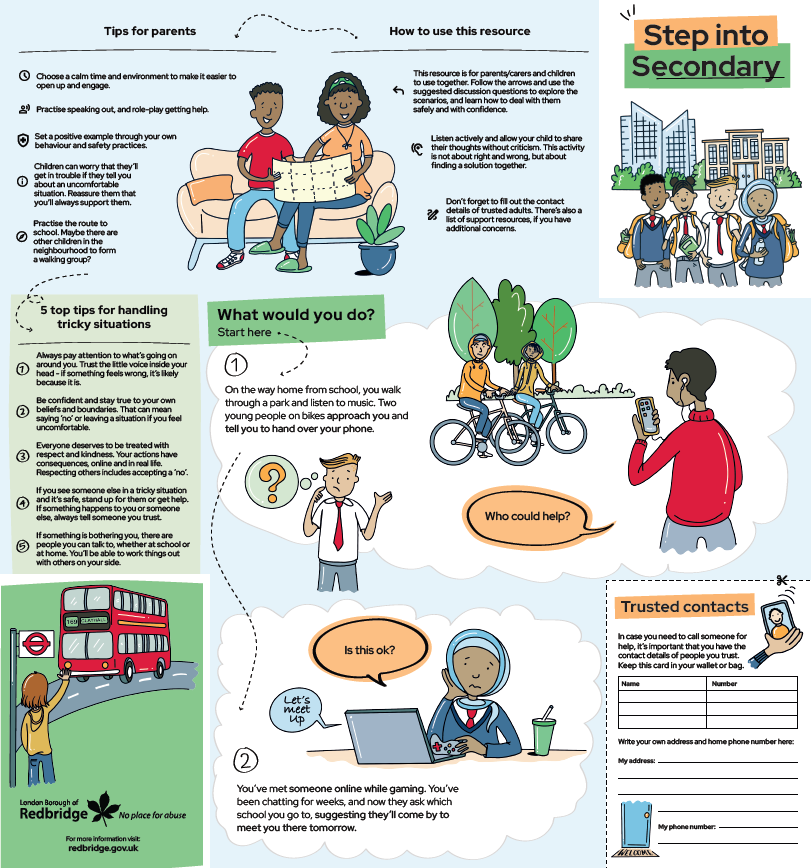 Tips for parents
Choose a calm time and environment to make it easier to
open up and engage.
Practise speaking out, and role-play getting help.
Set a positive example through your own
behaviour and safety practices.
Children can worry that they'll
get in trouble if they tell you
about an uncomfortable
situation. Reassure them that
you'll always support them.
Practise the route to
school. Maybe there are
other children in the
neighbourhood to form
a walking group?
How to use this resource
This resource is for parents/carers and children
to use together. Follow the arrows and use the
suggested discussion questions to explore the
scenarios, and learn how to deal with them
safely and with confidence.
Listen actively and allow your child to share
their thoughts without criticism. This activity
is not about right and wrong, but about
finding a solution together.
Don't forget to fill out the contact
details of trusted adults. There's also a
list of support resources, if you have
additional concerns.
Step into
Secondary
5 top tips for handling
tricky situations
1
Always pay attention to what's going on
around you. Trust the little voice inside your
head - if something feels wrong, it's likely
because it is.
2
Be confident and stay true to your own
beliefs and boundaries. That can mean
saying 'no' or leaving a situation if you feel
uncomfortable.
3
Everyone deserves to be treated with
respect and kindness. Your actions have
consequences, online and in real life.
Respecting others includes accepting a 'no'.
4
If you see someone else in a tricky situation
and it's safe, stand up for them or get help.
If something happens to you or someone
else, always tell someone you trust.
5
If something is bothering you, there are
people you can talk to, whether at school or
at home. You'll be able to work things out
with others on your side.
What would you do?
Start here
1
On the way home from school, you walk
through a park and listen to music. Two
young people on bikes approach you and
tell you to hand over your phone.
?
Who could help?
Is this ok?
Let's
meet
up
2
You've met someone online while gaming. You've
been chatting for weeks, and now they ask which
school you go to, suggesting they'll come by to
meet you there tomorrow.
169 CLAYHALL
London Borough of
Redbridge
No place for abuse
For more information visit:
redbridge.gov.uk
Trusted contacts
In case you need to call someone for
help, it's important that you have the
contact details of people you trust.
Keep this card in your wallet or bag.
Name Number
Write your own address and home phone number here:
My address:
My phone number:
WELCOME